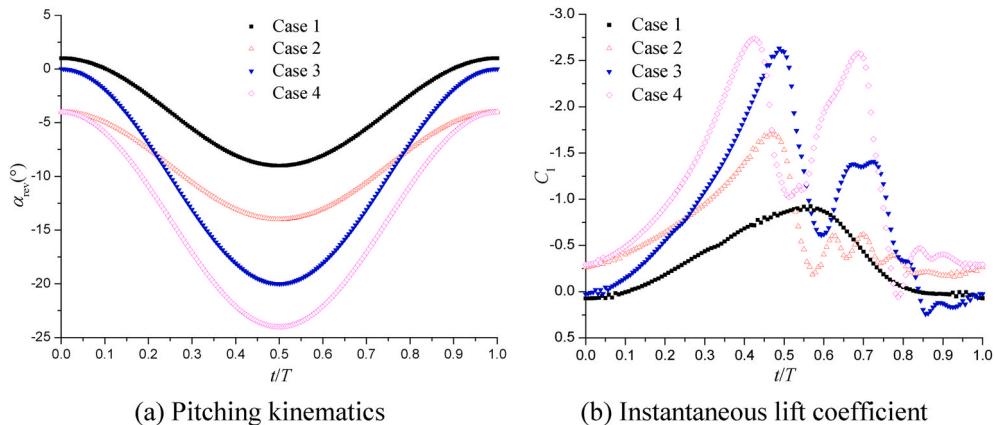 5
0
-5
-10
-15
-20
-25
α_rev(°)
Case 1
Case 2
Case 3
Case 4
0.0 0.1 0.2 0.3 0.4 0.5 0.6 0.7 0.8 0.9 1.0
t/T
(a) Pitching kinematics
-3.0
-2.5
-2.0
-1.5
-1.0
-0.5
0.0
0.5
C_l
Case 1
Case 2
Case 3
Case 4
0.0 0.1 0.2 0.3 0.4 0.5 0.6 0.7 0.8 0.9 1.0
t/T
(b) Instantaneous lift coefficient